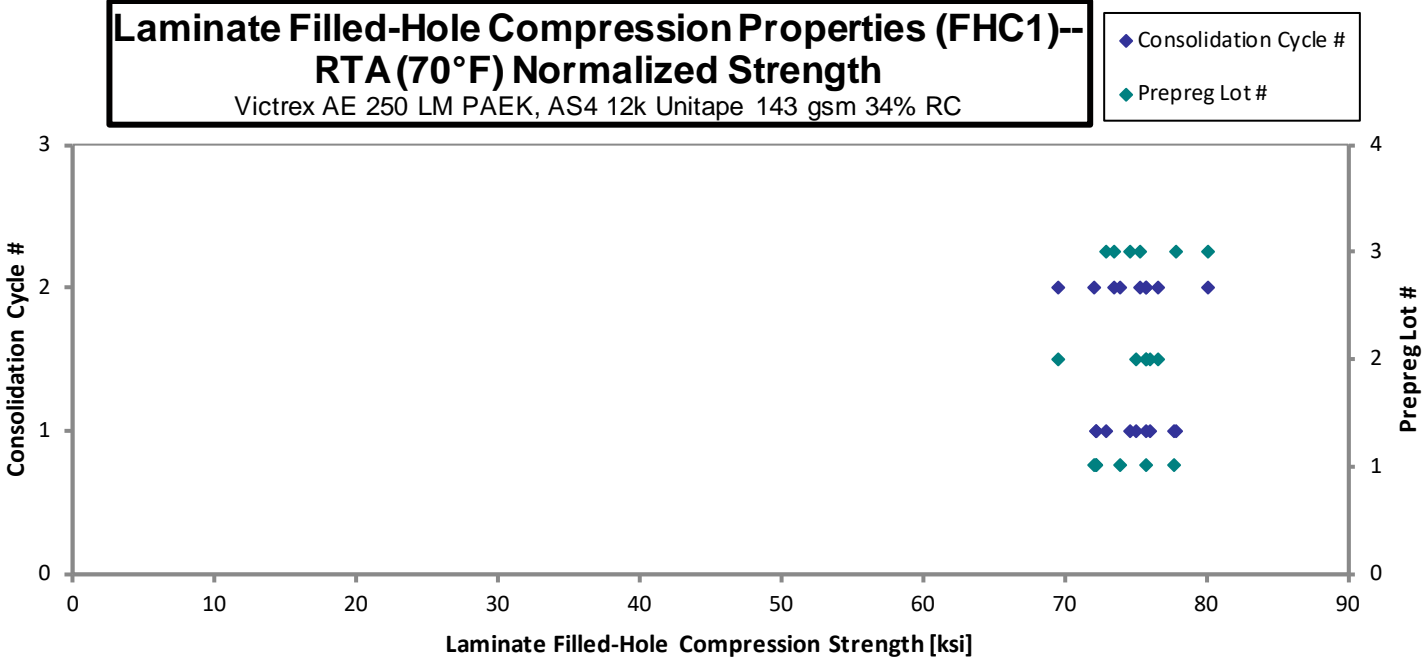 Laminate Filled-Hole Compression Properties (FHC1)--
RTA (70°F) Normalized Strength
Victrex AE 250 LM PAEK, AS4 12k Unitape 143 gsm 34% RC
Consolidation Cycle #
Prepreg Lot #
3
2
1
0
Consolidation Cycle #
4
3
2
1
0
Prepreg Lot #
0 10 20 30 40 50 60 70 80 90
Laminate Filled-Hole Compression Strength [ksi]